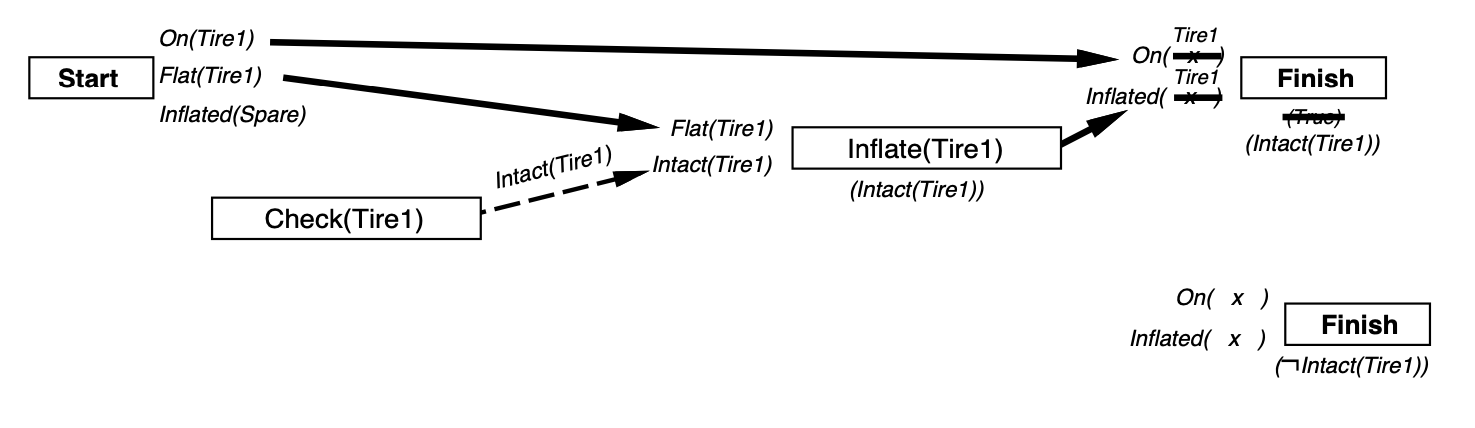 On(Tire1)
Start
Flat(Tire1)
Inflated(Spare)
Tire1
On( x )
Tire1
Inflated( x )
Finish
(True)
(Intact(Tire1))
Flat(Tire1)
Intact(Tire1)
Inflate(Tire1)
(Intact(Tire1))
Intact(Tire1)
Check(Tire1)
On( x )
Inflated( x )
Finish
(¬Intact(Tire1))